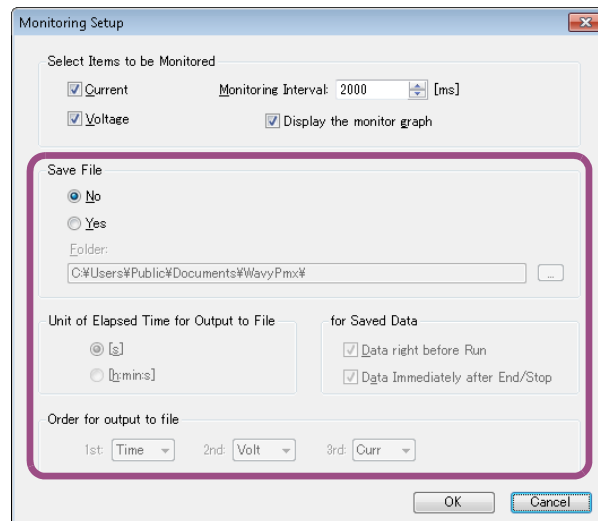 Monitoring Setup
Select Items to be Monitored
Current Monitoring Interval: 2000 [ms]
Voltage Display the monitor graph
Save File
No
Yes
Folder:
C:¥Users¥Public¥Documents¥WavyPmx¥ ...
Unit of Elapsed Time for Output to File for Saved Data
[s] Data right before Run
[h:min:s] Data Immediately after End/Stop
Order for output to file
1st: Time 2nd: Volt 3rd: Curr
OK Cancel